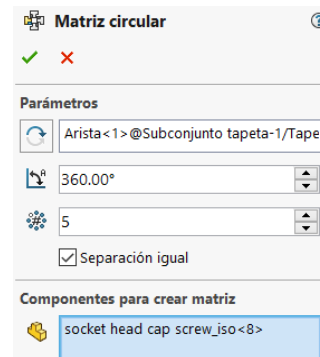 Matriz circular
Parámetros
Arista<1>@Subconjunto tapeta-1/Tape
360.00°
5
Separación igual
Componentes para crear matriz
socket head cap screw_iso<8>